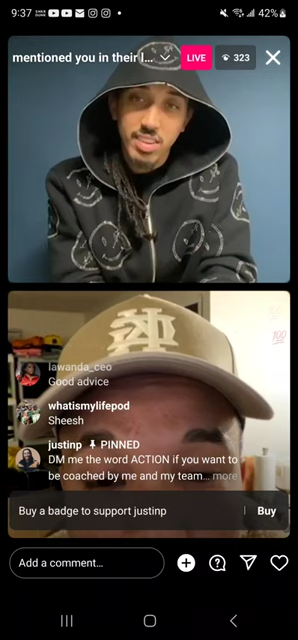 9:37 42%
mentioned you in their l...
LIVE
323
lawanda_ceo
Good advice
whatismylifepod
Sheesh
justinp PINNED
DM me the word ACTION if you want to
be coached by me and my team... more
Buy a badge to support justinp Buy
Add a comment...